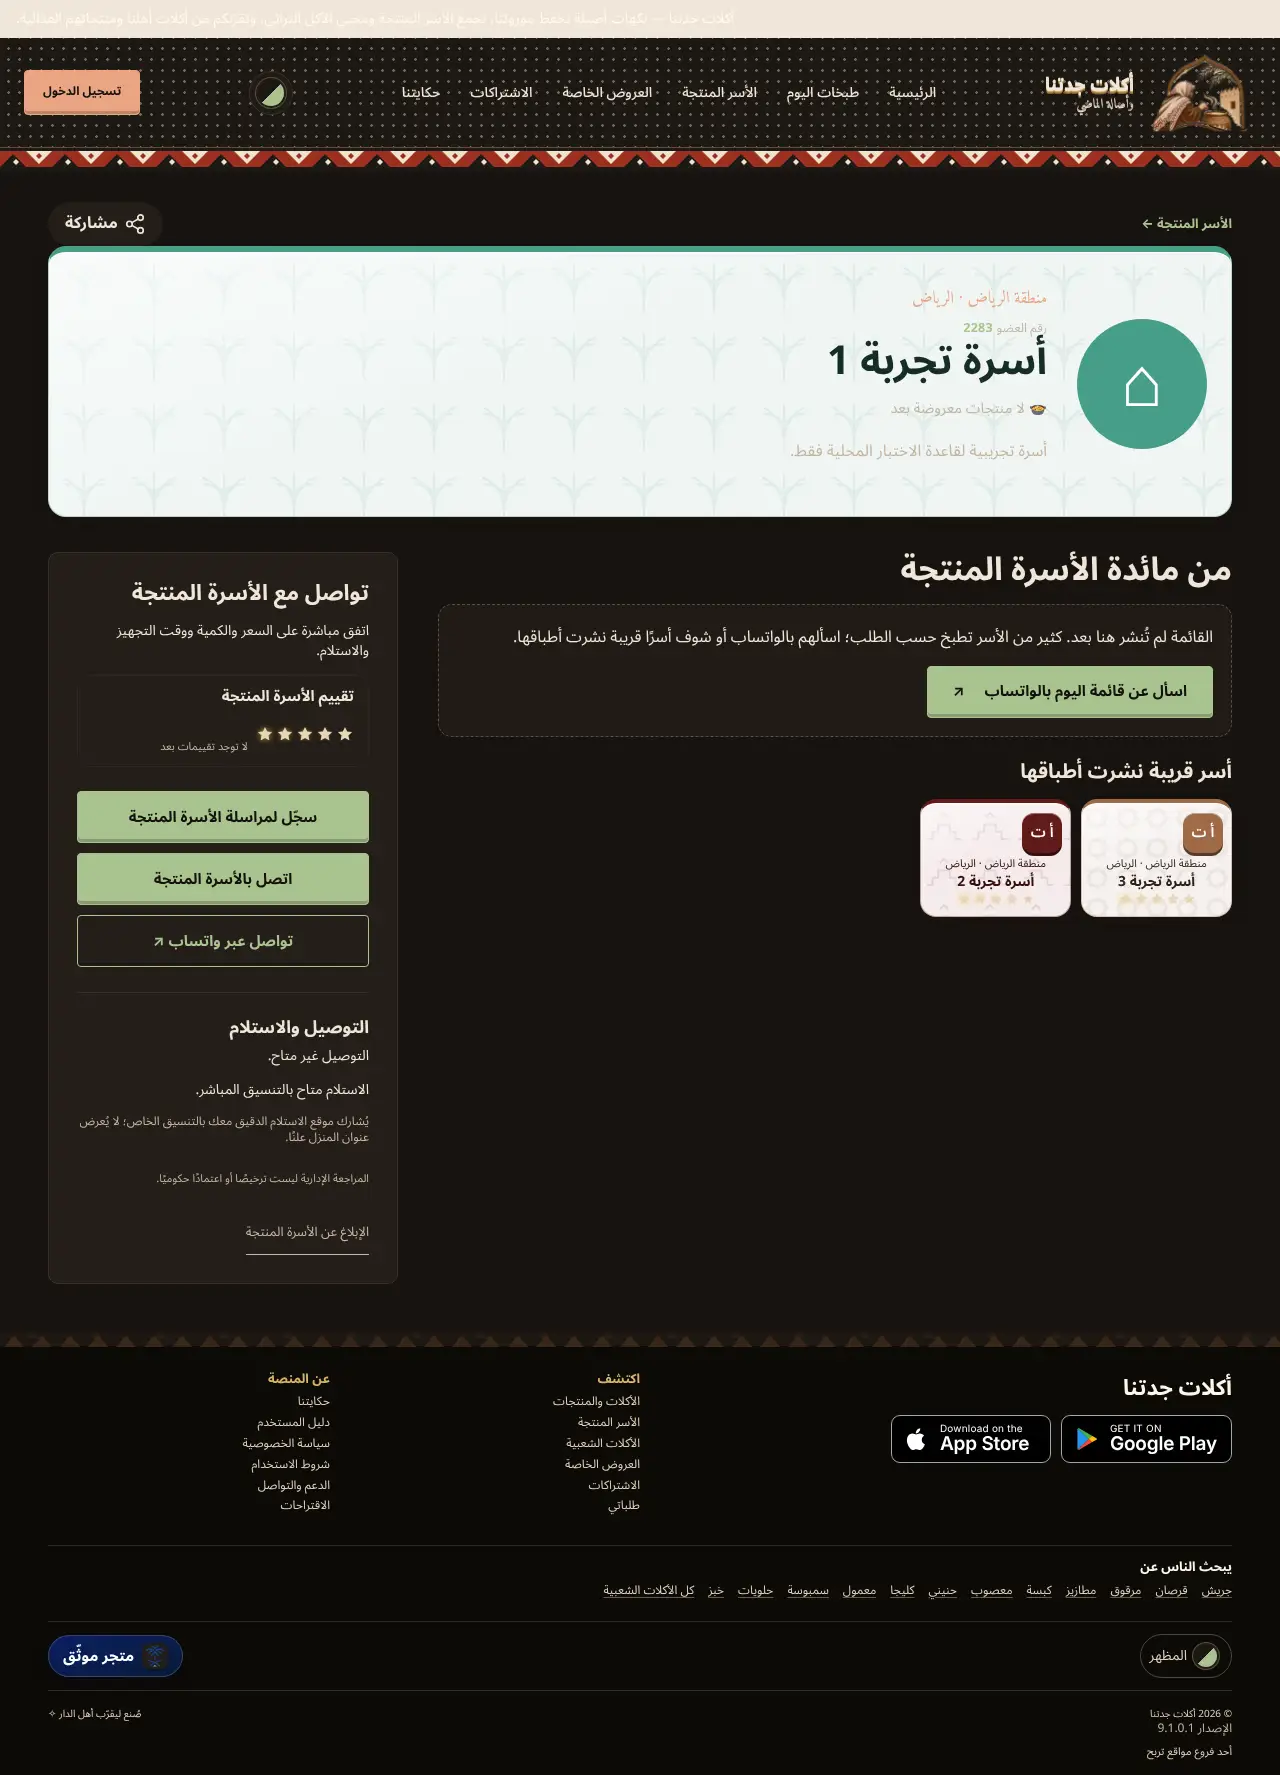 أكلات جدتنا — نكهات أصيلة تحفظ موروثنا، تجمع الأسر المنتجة ومحبي الأكل التراثي، وتقرّبكم من أكلات أهلنا ومنتجاتهم الغذائية.
أكلات جدتنا
وأصالة الماضي
الرئيسية
طبخات اليوم
الأسر المنتجة
العروض الخاصة
الاشتراكات
حكايتنا
تسجيل الدخول
الأسر المنتجة ←
مشاركة
منطقة الرياض · الرياض
رقم العضو 2283
أسرة تجربة 1
لا منتجات معروضة بعد
أسرة تجريبية لقاعدة الاختبار المحلية فقط.
من مائدة الأسرة المنتجة
القائمة لم تُنشر هنا بعد. كثير من الأسر تطبخ حسب الطلب؛ اسألهم بالواتساب أو شوف أسرًا قريبة نشرت أطباقها.
اسأل عن قائمة اليوم بالواتساب ↗
أسر قريبة نشرت أطباقها
أ ت
منطقة الرياض · الرياض
أسرة تجربة 3
أ ت
منطقة الرياض · الرياض
أسرة تجربة 2
تواصل مع الأسرة المنتجة
اتفق مباشرة على السعر والكمية ووقت التجهيز
والاستلام.
تقييم الأسرة المنتجة
★★★★★ لا توجد تقييمات بعد
سجّل لمراسلة الأسرة المنتجة
اتصل بالأسرة المنتجة
تواصل عبر واتساب ↗
التوصيل والاستلام
التوصيل غير متاح.
الاستلام متاح بالتنسيق المباشر.
يُشارك موقع الاستلام الدقيق معك بالتنسيق الخاص؛ لا يُعرض
عنوان المنزل علنًا.
المراجعة الإدارية ليست ترخيصًا أو اعتمادًا حكوميًا.
الإبلاغ عن الأسرة المنتجة
أكلات جدتنا
GET IT ON
Google Play
Download on the
App Store
اكتشف
الأكلات والمنتجات
الأسر المنتجة
الأكلات الشعبية
العروض الخاصة
الاشتراكات
طلباتي
عن المنصة
حكايتنا
دليل المستخدم
سياسة الخصوصية
شروط الاستخدام
الدعم والتواصل
الاقتراحات
يبحث الناس عن
جريش قرصان مرقوق مطازيز كبسة معصوب حنيني كليجا معمول سمبوسة حلويات خبز كل الأكلات الشعبية
المظهر
متجر موثّق
© 2026 أكلات جدتنا
الإصدار 9.1.0.1
أحد فروع مواقع تربح
صُنع ليقرّب أهل الدار ✧